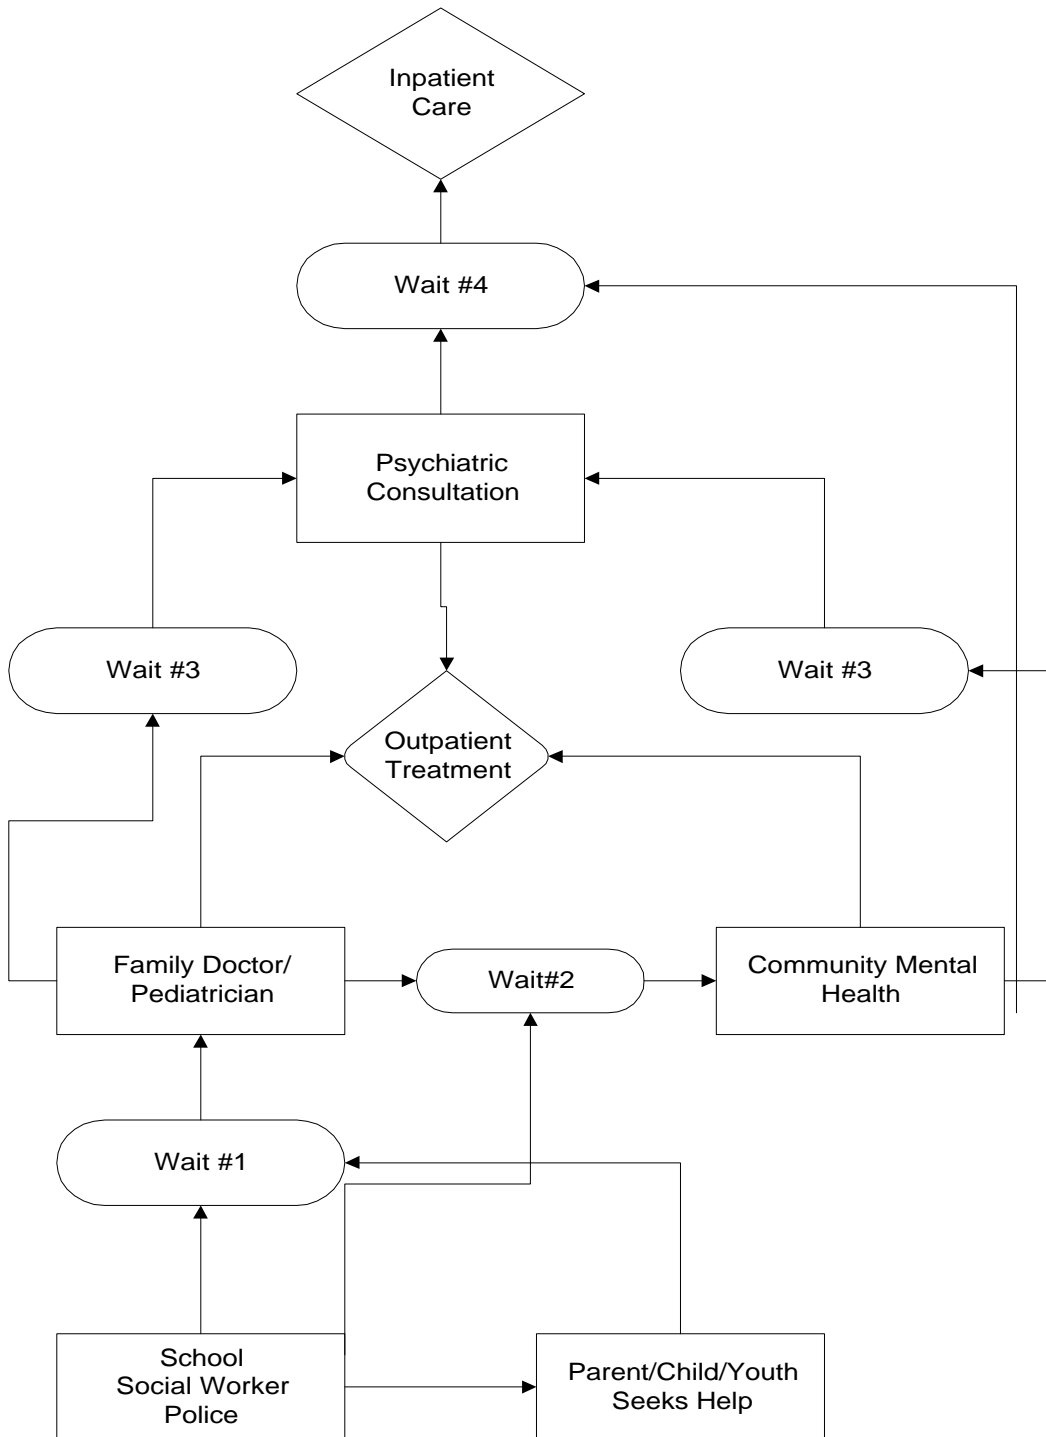 Inpatient
Care
Wait #4
Psychiatric
Consultation
Wait #3
Wait #3
Outpatient
Treatment
Family Doctor/
Pediatrician
Wait#2
Community Mental
Health
Wait #1
School
Social Worker
Police
Parent/Child/Youth
Seeks Help